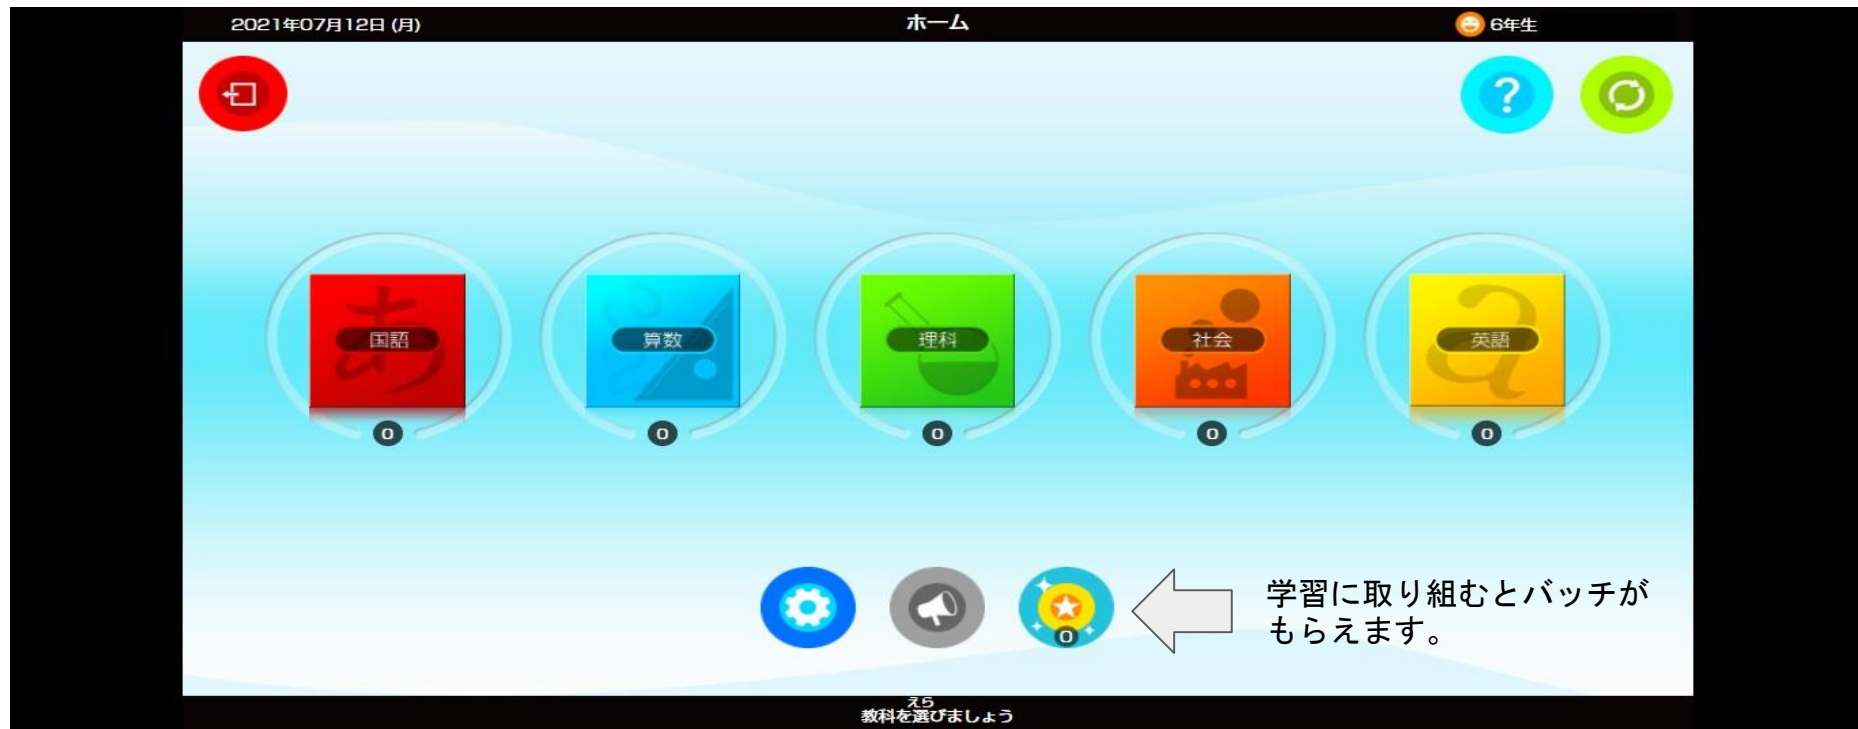 2021年07月12日 (月)
ホーム
6年生
?
国語
算数
理科
社会
英語
0
0
0
0
0
0
学習に取り組むとバッチが
もらえます。
えら
教科を選びましょう